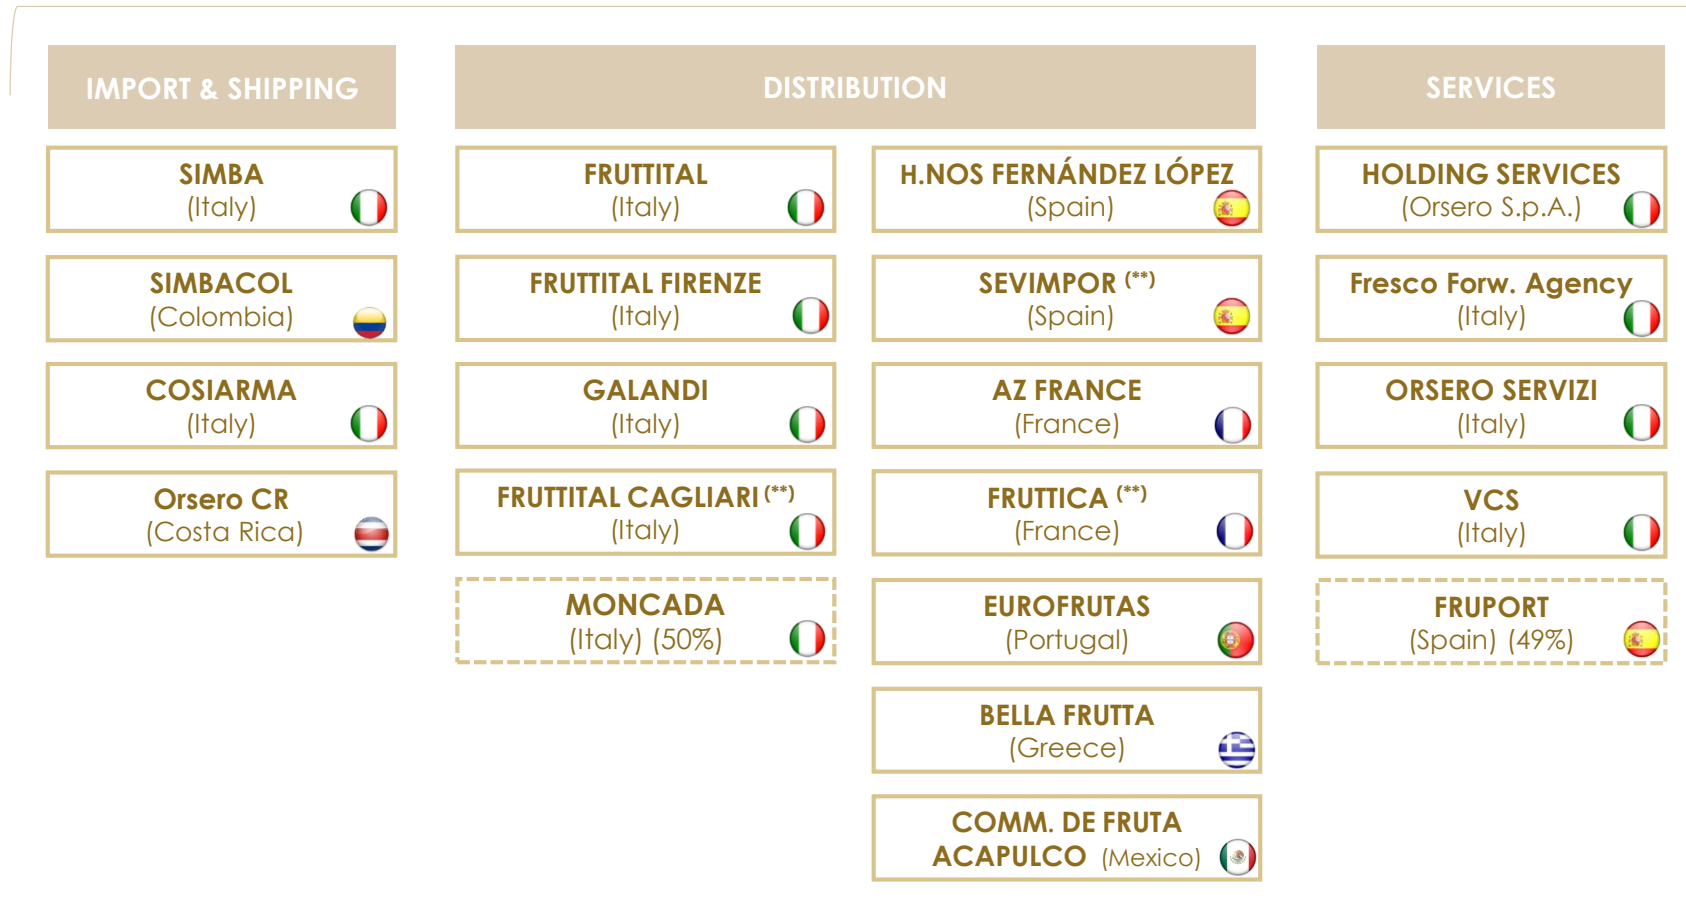 IMPORT & SHIPPING
SIMBA
(Italy)
SIMBACOL
(Colombia)
COSIARMA
(Italy)
Orsero CR
(Costa Rica)
DISTRIBUTION
FRUTTITAL
(Italy)
FRUTTITAL FIRENZE
(Italy)
GALANDI
(Italy)
FRUTTITAL CAGLIARI (**)
(Italy)
MONCADA
(Italy) (50%)
H.NOS FERNÁNDEZ LÓPEZ
(Spain)
SEVIMPOR (**)
(Spain)
AZ FRANCE
(France)
FRUTTICA (**)
(France)
EUROFRUTAS
(Portugal)
BELLA FRUTTA
(Greece)
COMM. DE FRUTA
ACAPULCO (Mexico)
SERVICES
HOLDING SERVICES
(Orsero S.p.A.)
Fresco Forw. Agency
(Italy)
ORSERO SERVIZI
(Italy)
VCS
(Italy)
FRUPORT
(Spain) (49%)